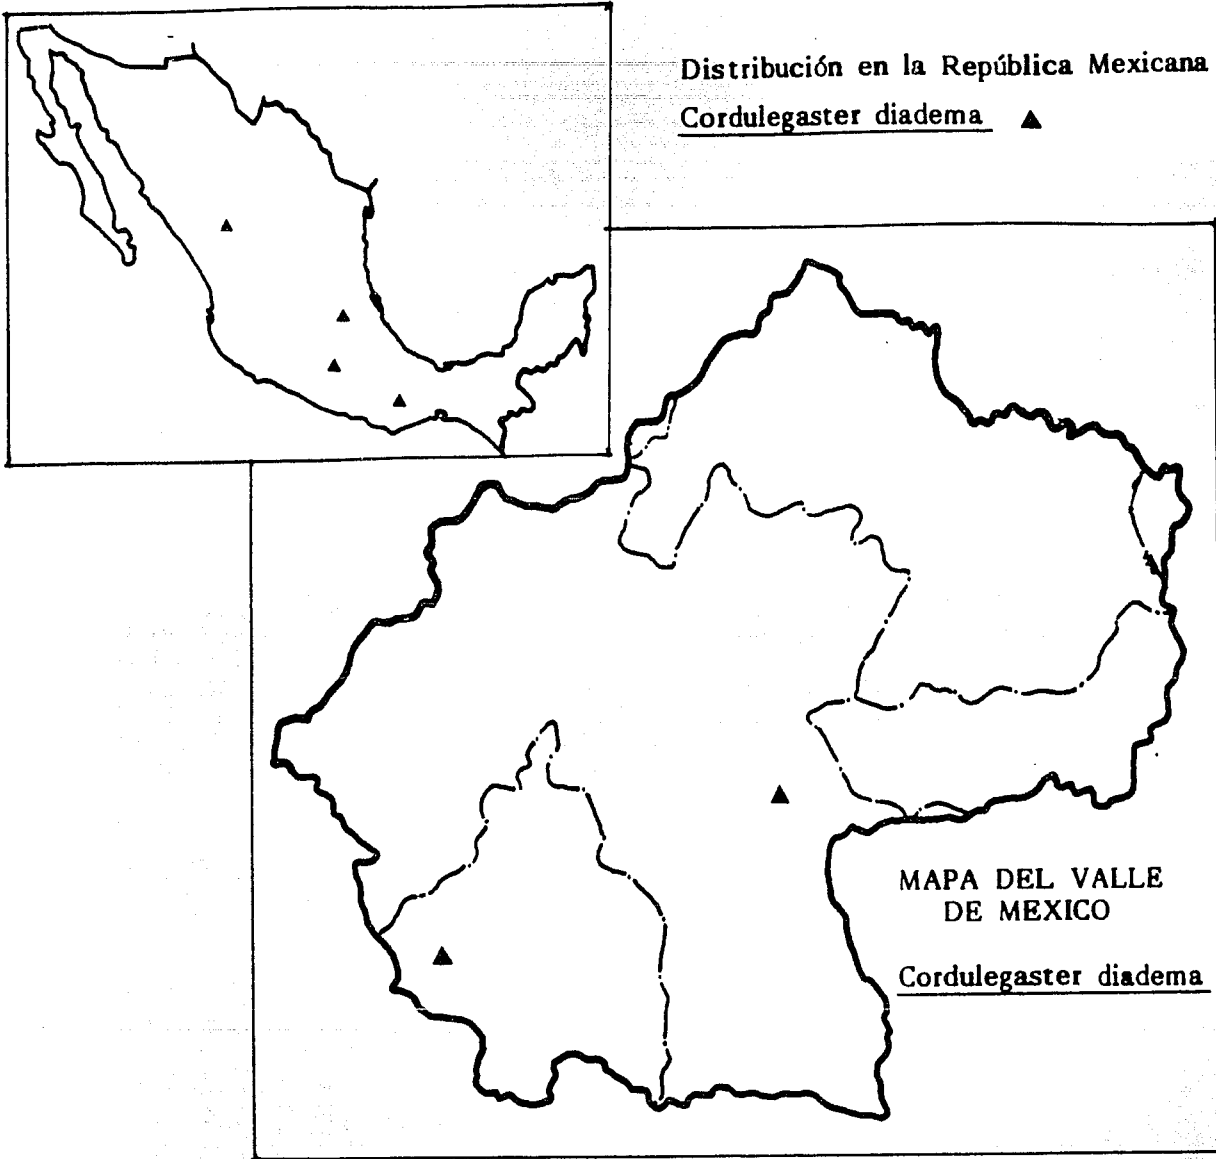 Distribución en la República Mexicana
Cordulegaster diadema
MAPA DEL VALLE
DE MEXICO
Cordulegaster diadema